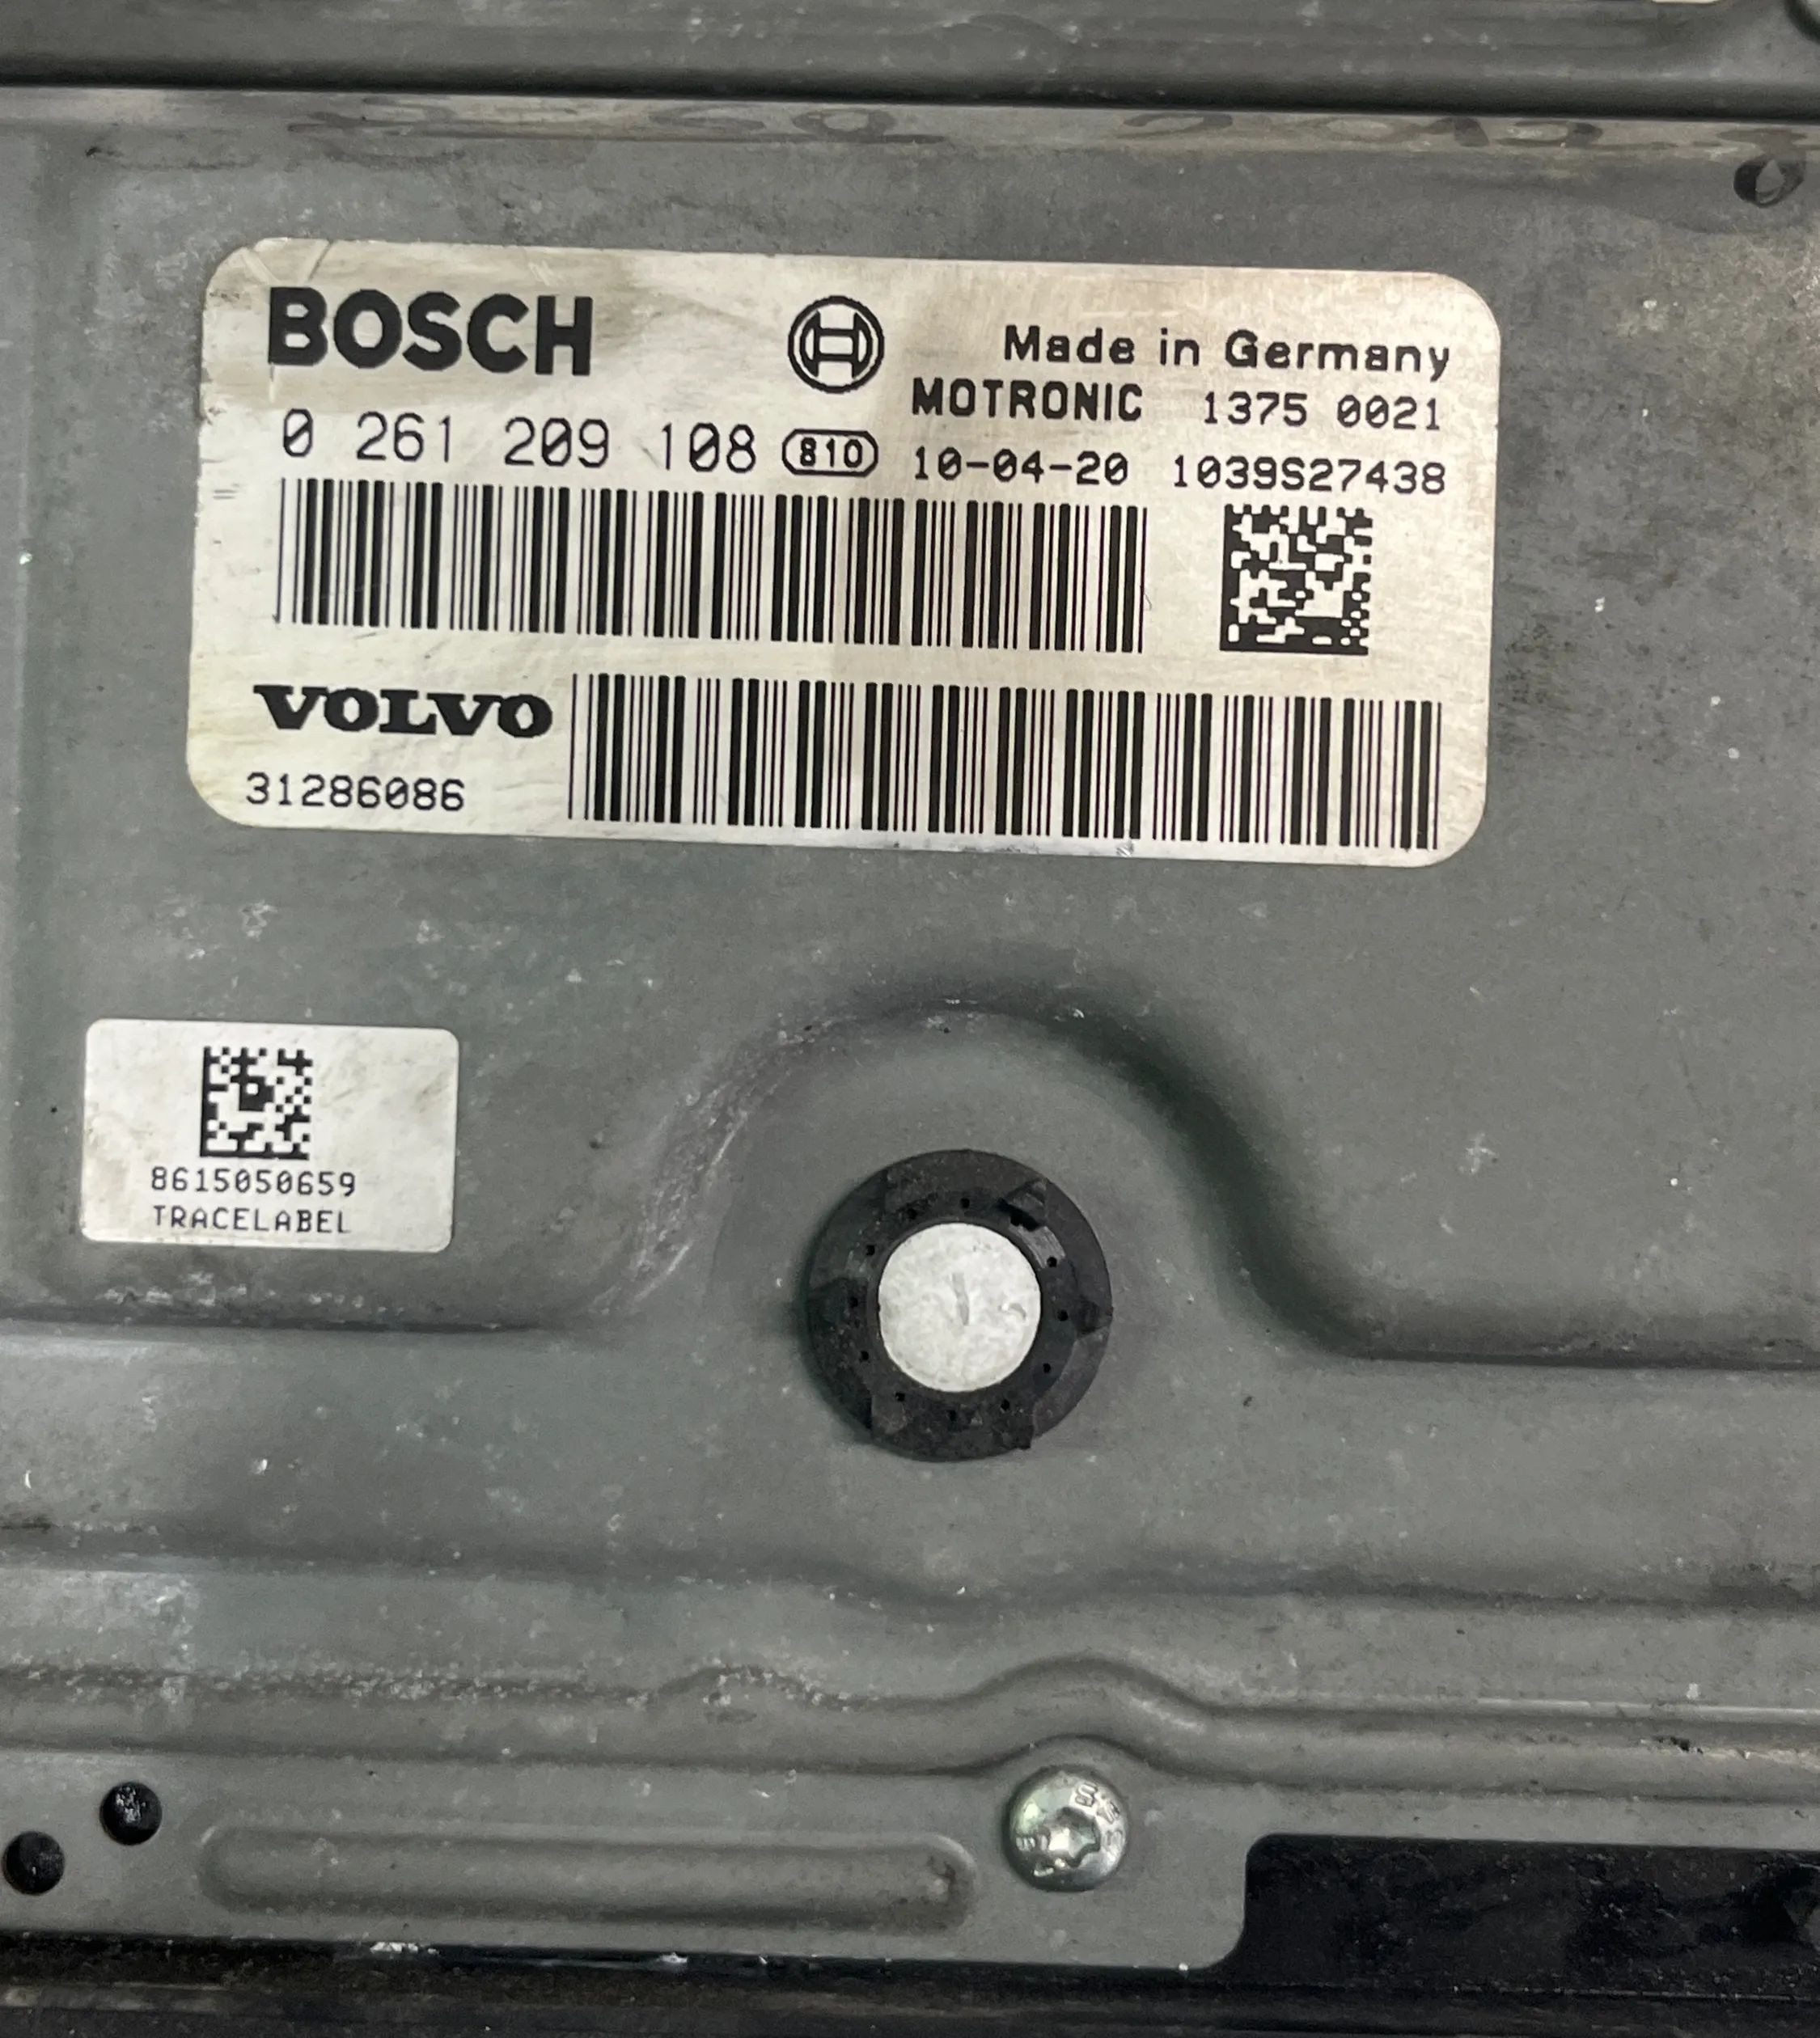 BOSCH
Made in Germany
MOTRONIC 1375 0021
0 261 209 108 810 10-04-20 1039S27438
VOLVO
31286086
8615050659
TRACELABEL